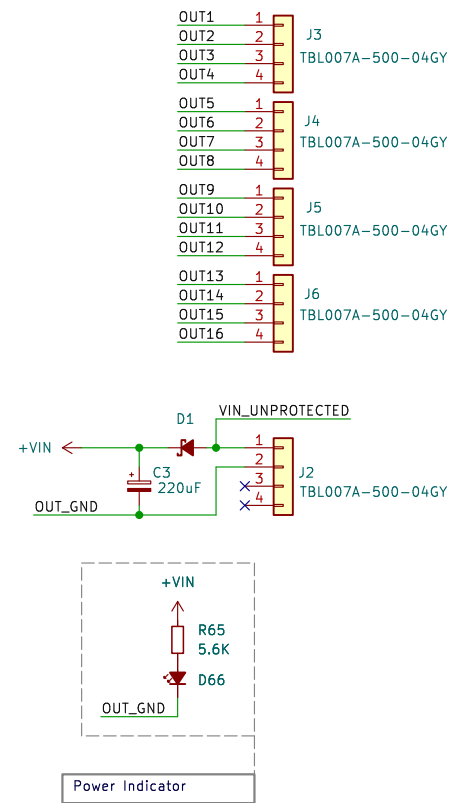 OUT1 1
OUT2 2
OUT3 3
OUT4 4
J3
TBL007A-500-04GY
OUT5 1
OUT6 2
OUT7 3
OUT8 4
J4
TBL007A-500-04GY
OUT9 1
OUT10 2
OUT11 3
OUT12 4
J5
TBL007A-500-04GY
OUT13 1
OUT14 2
OUT15 3
OUT16 4
J6
TBL007A-500-04GY
D1
VIN_UNPROTECTED
+VIN
1
2
3
4
J2
TBL007A-500-04GY
+
C3
220uF
OUT_GND
+VIN
R65
5.6K
D66
OUT_GND
Power Indicator